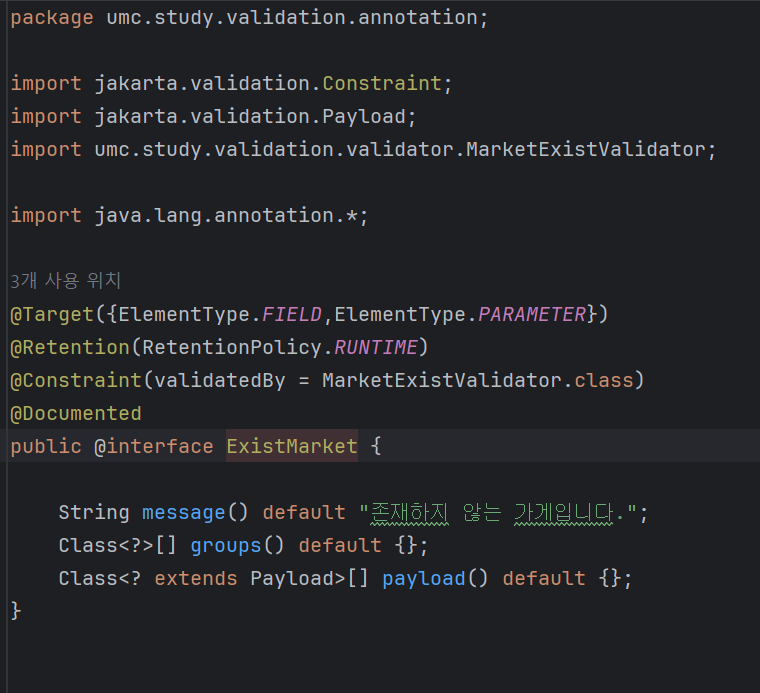 package umc.study.validation.annotation;
import jakarta.validation.Constraint;
import jakarta.validation.Payload;
import umc.study.validation.validator.MarketExistValidator;
import java.lang.annotation.*;
3개 사용 위치
@Target({ElementType.FIELD,ElementType.PARAMETER})
@Retention(RetentionPolicy.RUNTIME)
@Constraint(validatedBy = MarketExistValidator.class)
@Documented
public @interface ExistMarket {
    String message() default "존재하지 않는 가게입니다.";
    Class<?>[] groups() default {};
    Class<? extends Payload>[] payload() default {};
}